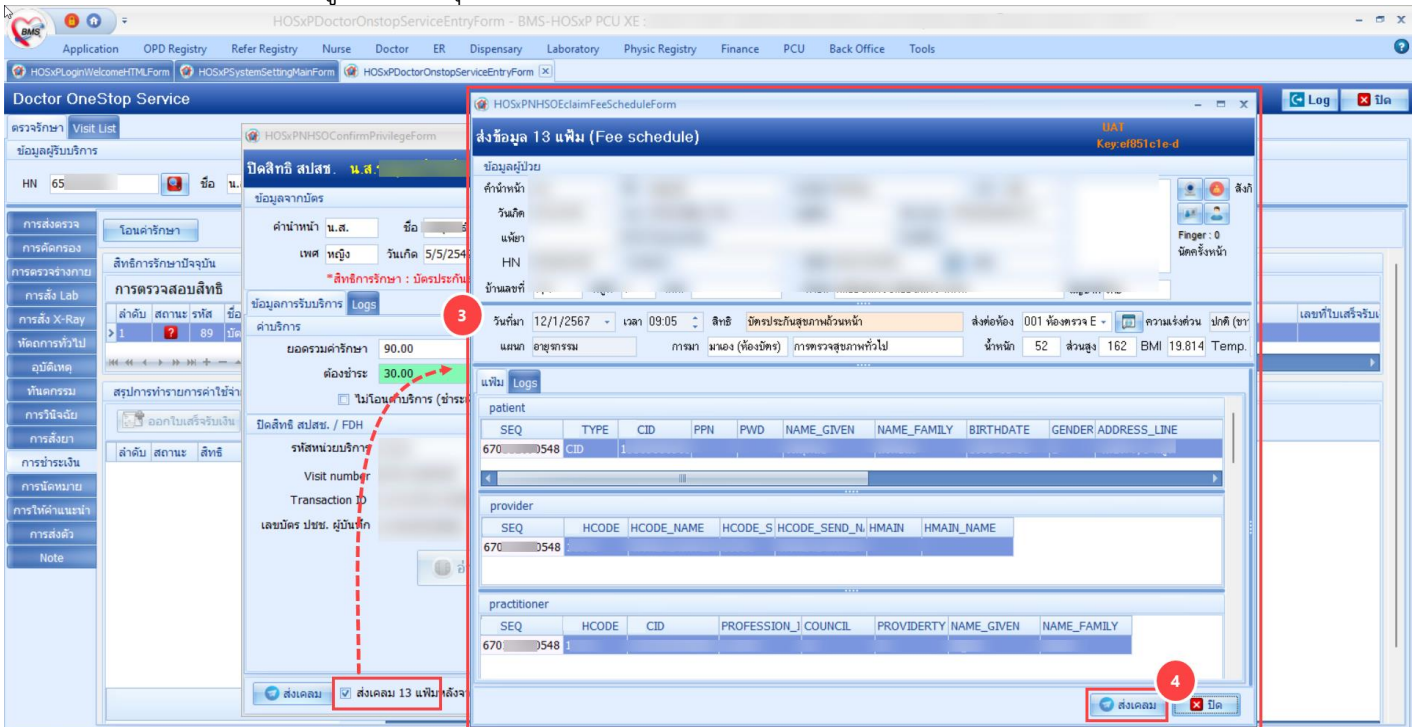 BMS
HOSxPDoctorOnstopServiceEntryForm - BMS-HOSxP PCU XE :
Application OPD Registry Refer Registry Nurse Doctor ER Dispensary Laboratory Physic Registry Finance PCU Back Office Tools
HOSxPLoginWelcomeHTMLForm HOSxPSystemSettingMainForm HOSxPDoctorOnstopServiceEntryForm
Doctor OneStop Service
Log ปิด
ตรวจรักษา Visit List
ข้อมูลผู้รับบริการ
HN 65 ชื่อ น.
การส่งตรวจ
การคัดกรอง
การตรวจร่างกาย
การสั่ง Lab
การสั่ง X-Ray
หัตถการทั่วไป
อุบัติเหตุ
ทันตกรรม
การวินิจฉัย
การสั่งยา
การชำระเงิน
การนัดหมาย
การให้คำแนะนำ
การส่งตัว
Note
โอนค่ารักษา
สิทธิการรักษาปัจจุบัน
การตรวจสอบสิทธิ
ลำดับ สถานะ รหัส ชื่อ
1 ? 89 บัต
สรุปการทำรายการค่าใช้จ่า
ออกใบเสร็จรับเงิน
ลำดับ สถานะ สิทธิ
เลขที่ใบเสร็จรับเ
HOSxPNHSOConfirmPrivilegeForm
ปิดสิทธิ สปสช. น.ส.
ข้อมูลจากบัตร
คำนำหน้า น.ส. ชื่อ
เพศ หญิง วันเกิด 5/5/254
*สิทธิการรักษา : บัตรประกัน
ข้อมูลการรับบริการ Logs
ค่าบริการ
ยอดรวมค่ารักษา 90.00
ต้องชำระ 30.00
ไม่โอนค่าบริการ (ชำระ
ปิดสิทธิ สปสช. / FDH
รหัสหน่วยบริการ
Visit number
Transaction ID
เลขบัตร ปชช. ผู้บันทึก
อ่
ส่งเคลม ส่งเคลม 13 แฟ้มหลังจา
3
HOSxPNHSOEclaimFeeScheduleForm
ส่งข้อมูล 13 แฟ้ม (Fee schedule)
UAT
Key:ef851c1e-d
ข้อมูลผู้ป่วย
คำนำหน้า
วันเกิด
แพ้ยา
HN
บ้านเลขที่
สังกั
Finger : 0
นัดครั้งหน้า
วันที่มา 12/1/2567 เวลา 09:05 สิทธิ บัตรประกันสุขภาพถ้วนหน้า ส่งต่อห้อง 001 ห้องตรวจ E ความเร่งด่วน ปกติ (ขา
แผนก อายุรกรรม การมา มาเอง (ห้องบัตร) การตรวจสุขภาพทั่วไป น้ำหนัก 52 ส่วนสูง 162 BMI 19.814 Temp.
แฟ้ม Logs
patient
SEQ TYPE CID PPN PWD NAME_GIVEN NAME_FAMILY BIRTHDATE GENDER ADDRESS_LINE
670 0548 CID 1
provider
SEQ HCODE HCODE_NAME HCODE_S HCODE_SEND_N HMAIN HMAIN_NAME
670 0548
practitioner
SEQ HCODE CID PROFESSION_I COUNCIL PROVIDERTY NAME_GIVEN NAME_FAMILY
670 0548 1
4
ส่งเคลม ปิด